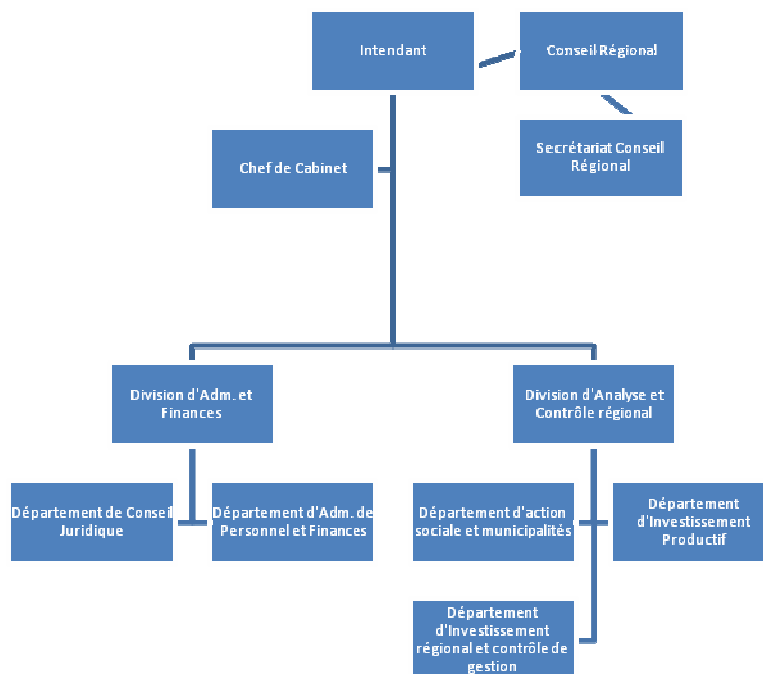 Intendant
Conseil Régional
Secrétariat Conseil
Régional
Chef de Cabinet
Division d'Adm. et
Finances
Division d'Analyse et
Contrôle régional
Département de Conseil
Juridique
Département d'Adm. de
Personnel et Finances
Département d'action
sociale et municipalités
Département
d'Investissement
Productif
Département
d'Investissement
régional et contrôle de
gestion